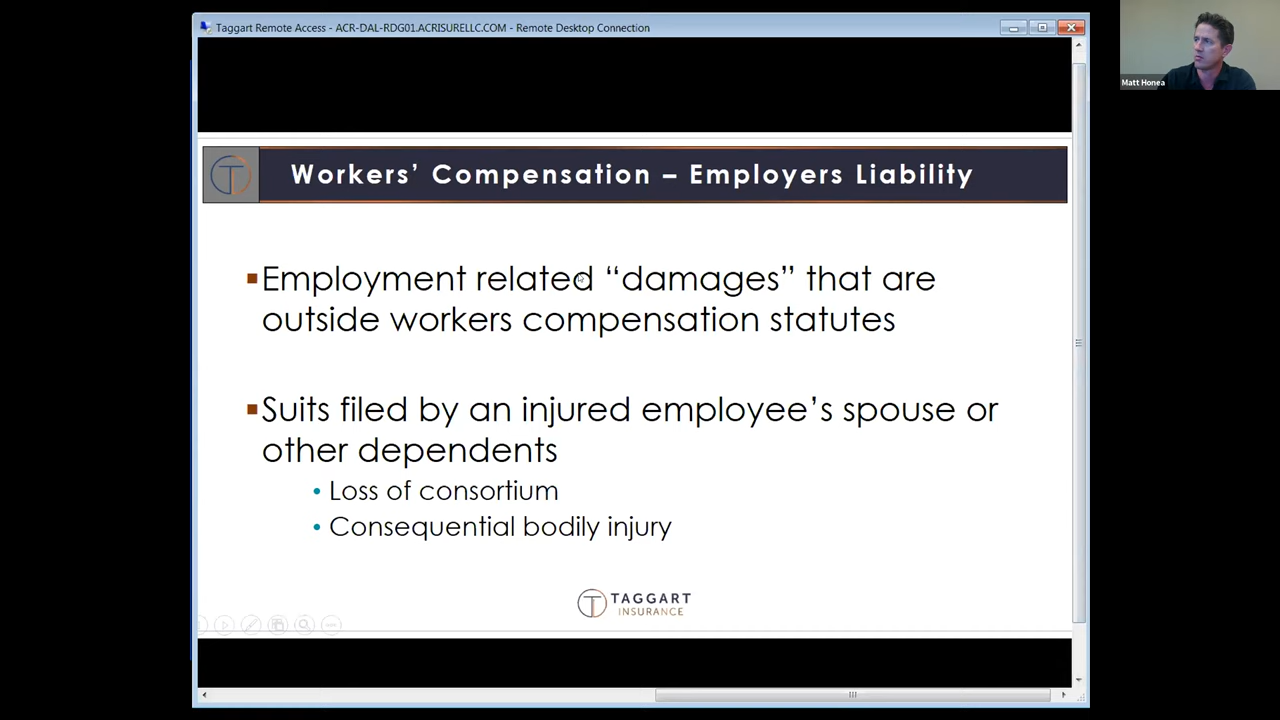 Taggart Remote Access - ACR-DAL-RDG01.ACRISURELLC.COM - Remote Desktop Connection
Matt Honea
Workers’ Compensation – Employers Liability
▪Employment related “damages” that are
outside workers compensation statutes
▪Suits filed by an injured employee’s spouse or
other dependents
• Loss of consortium
• Consequential bodily injury
TAGGART
INSURANCE